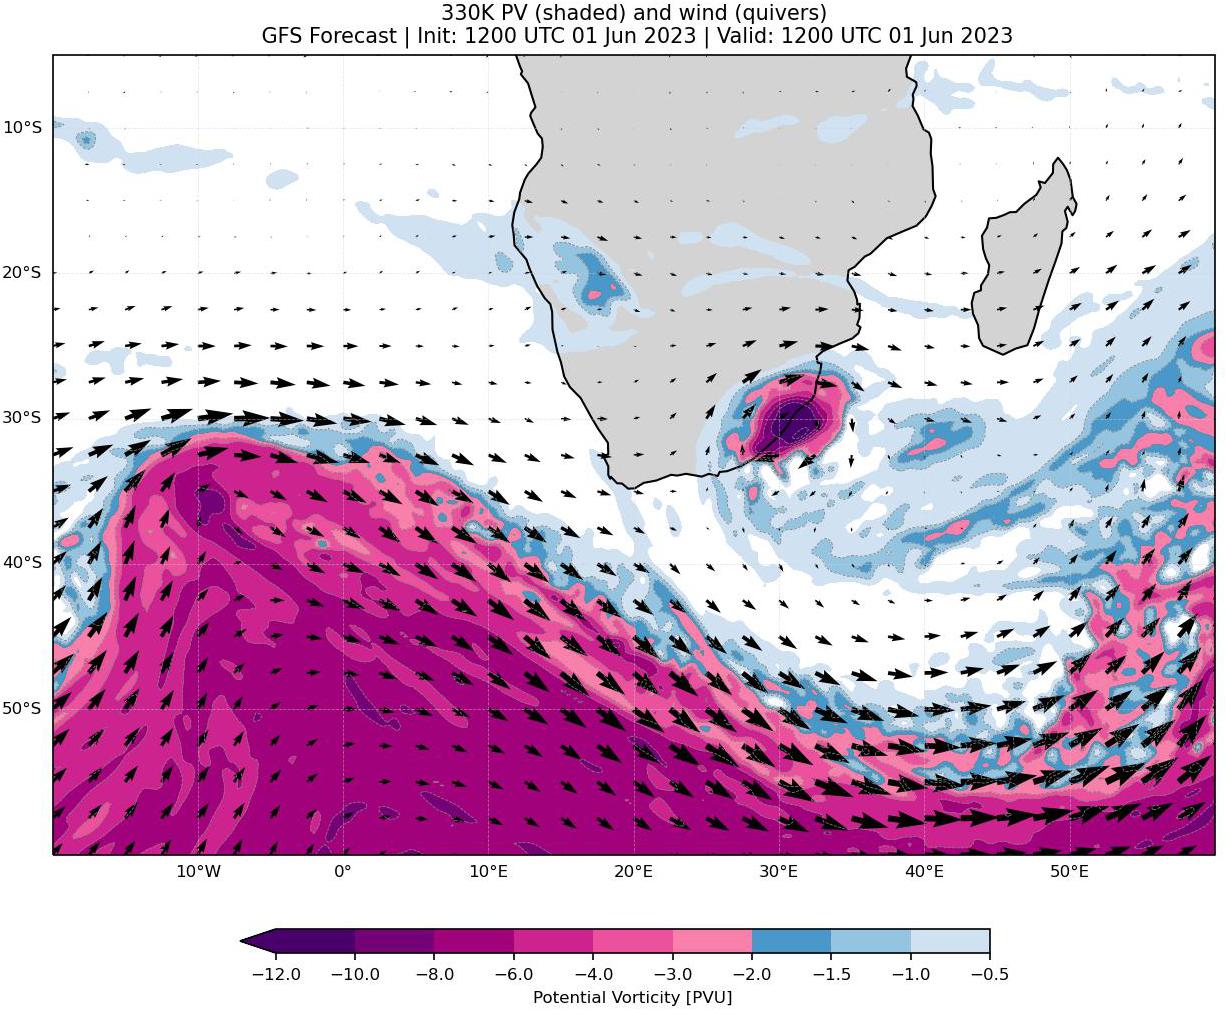 330K PV (shaded) and wind (quivers)
GFS Forecast | Init: 1200 UTC 01 Jun 2023 | Valid: 1200 UTC 01 Jun 2023
10°S
20°S
30°S
40°S
50°S
10°W 0° 10°E 20°E 30°E 40°E 50°E
−12.0 −10.0 −8.0 −6.0 −4.0 −3.0 −2.0 −1.5 −1.0 −0.5
Potential Vorticity [PVU]